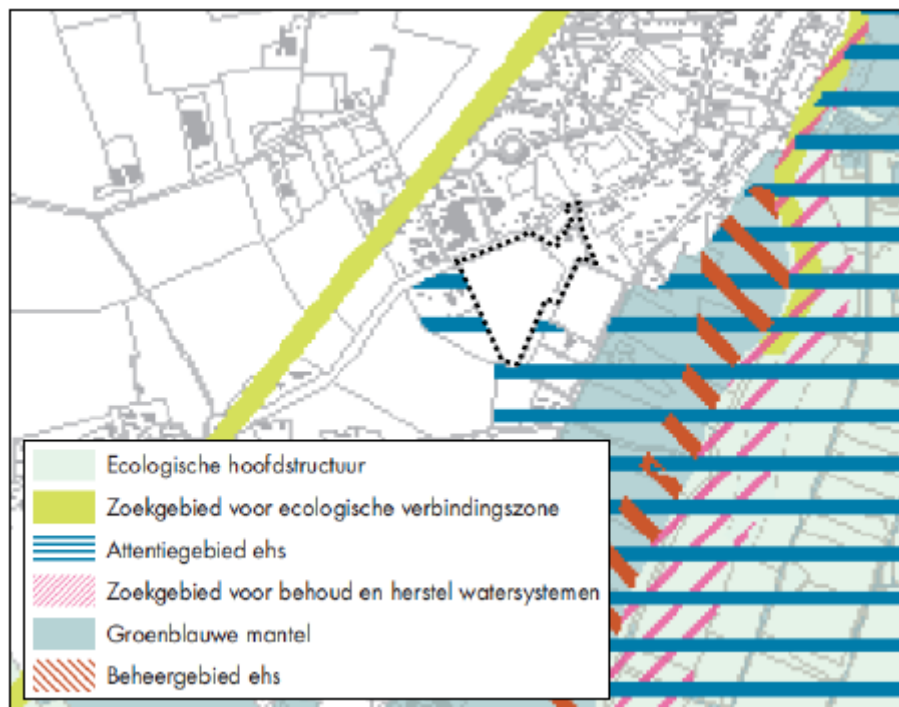 Ecologische hoofdstructuur
Zoekgebied voor ecologische verbindingszone
Attentiegebied ehs
Zoekgebied voor behoud en herstel watersystemen
Groenblauwe mantel
Beheergebied ehs